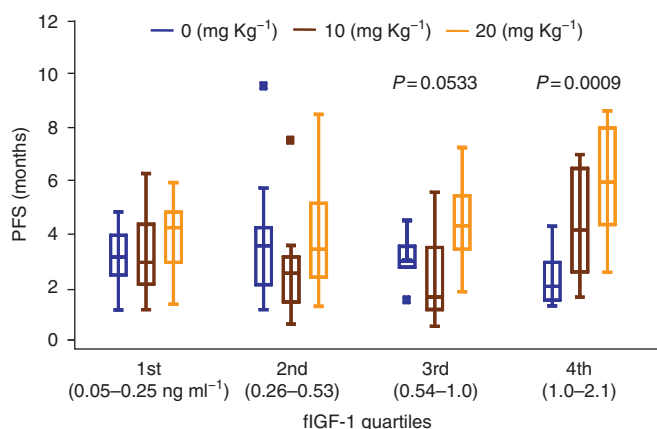 0 (mg Kg⁻¹) 10 (mg Kg⁻¹) 20 (mg Kg⁻¹)
P=0.0533 P=0.0009
PFS (months)
12
10
8
6
4
2
0
1st 2nd 3rd 4th
(0.05–0.25 ng ml⁻¹) (0.26–0.53) (0.54–1.0) (1.0–2.1)
fIGF-1 quartiles